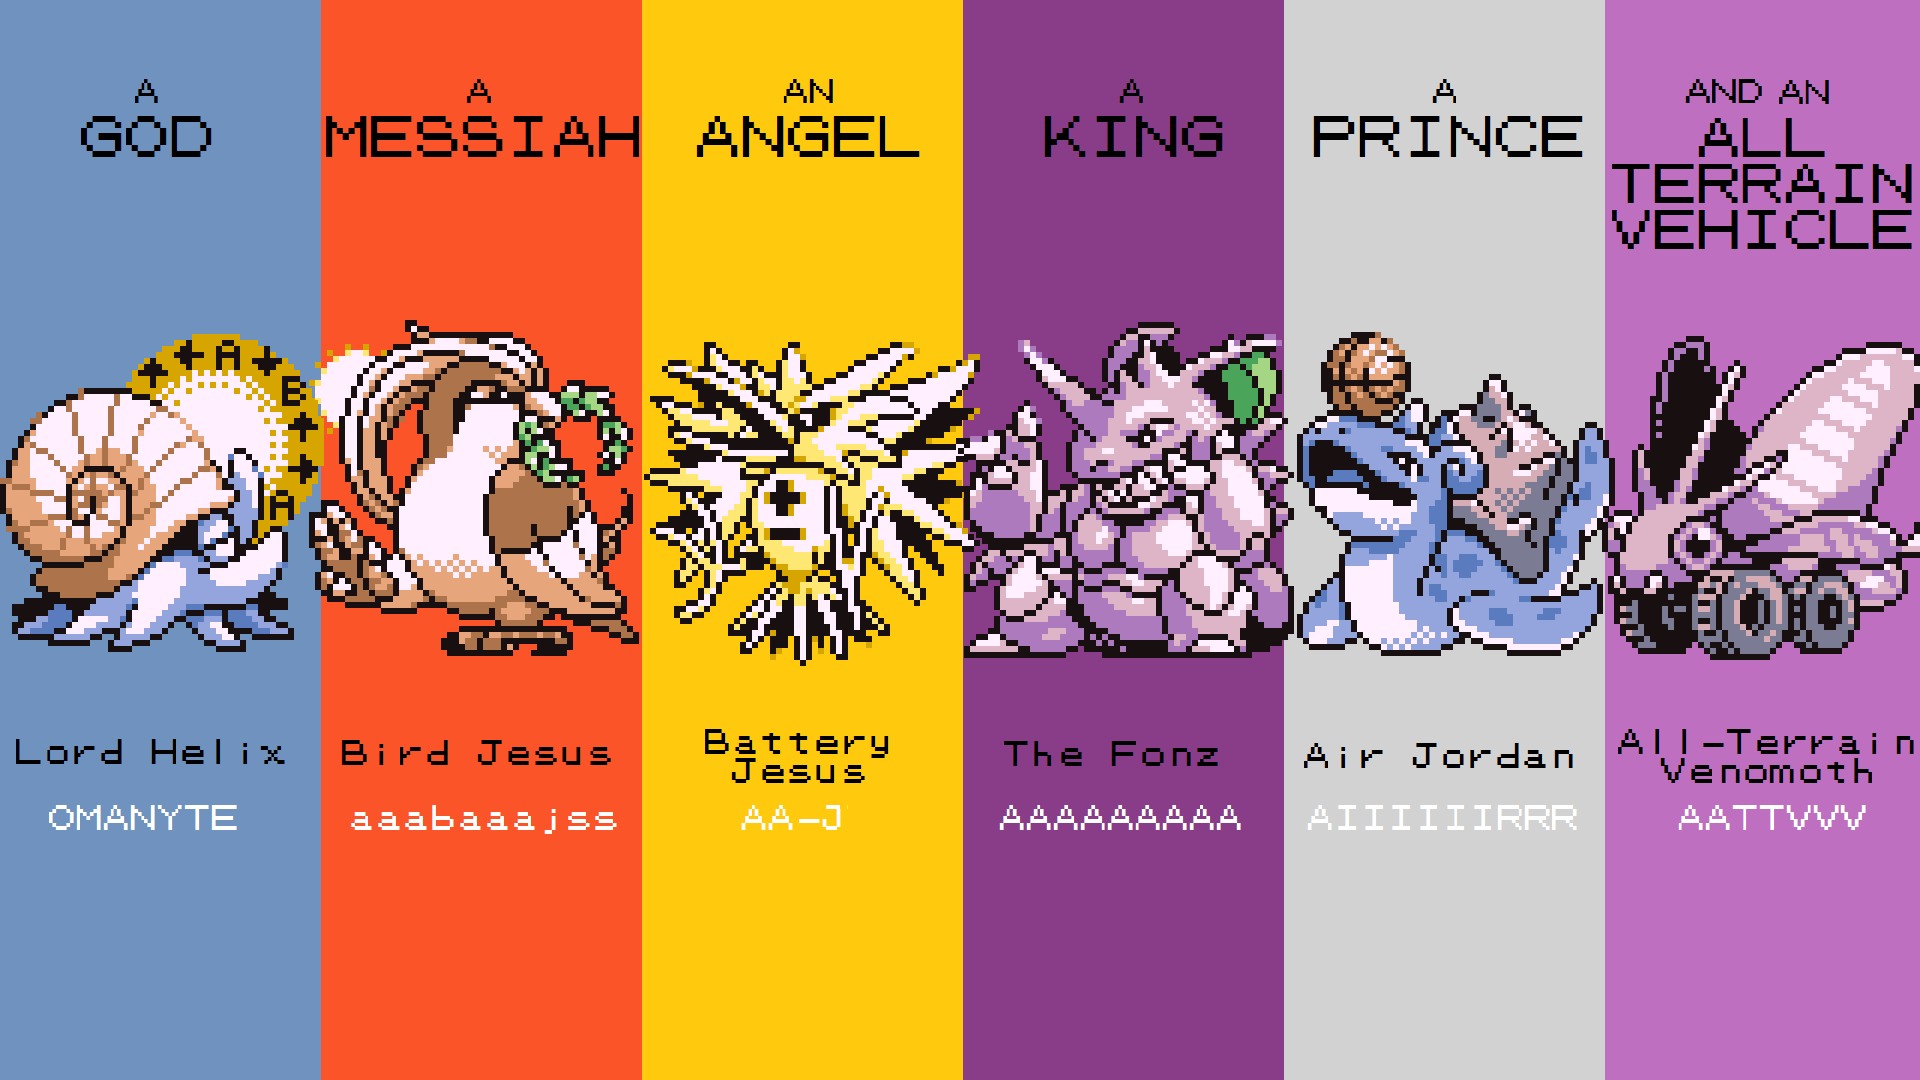 A
GOD
A
MESSIAH
AN
ANGEL
A
KING
A
PRINCE
AND AN
ALL
TERRAIN
VEHICLE
A
B
A
Lord Helix
OMANYTE
Bird Jesus
aaabaaajss
Battery
Jesus
AA-J
The Fonz
AAAAAAAAA
Air Jordan
AIIIIIIRRR
All-Terrain
Venomoth
AATTVVV